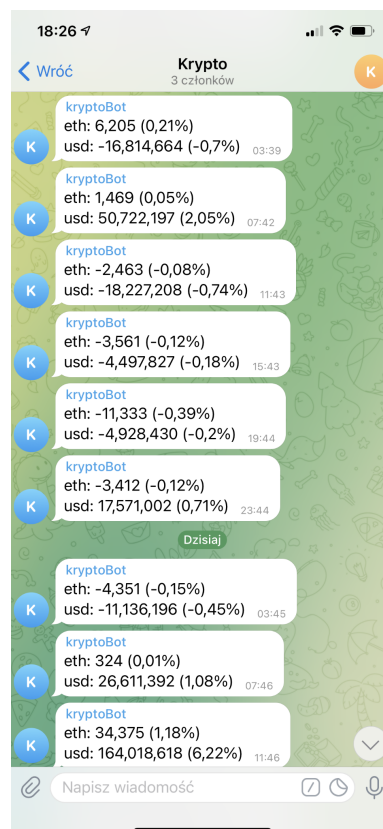 18:26
Wróć
Krypto
3 członków
K
kryptoBot
eth: 6,205 (0,21%)
usd: -16,814,664 (-0,7%) 03:39
K
kryptoBot
eth: 1,469 (0,05%)
usd: 50,722,197 (2,05%) 07:42
K
kryptoBot
eth: -2,463 (-0,08%)
usd: -18,227,208 (-0,74%) 11:43
K
kryptoBot
eth: -3,561 (-0,12%)
usd: -4,497,827 (-0,18%) 15:43
K
kryptoBot
eth: -11,333 (-0,39%)
usd: -4,928,430 (-0,2%) 19:44
K
kryptoBot
eth: -3,412 (-0,12%)
usd: 17,571,002 (0,71%) 23:44
K
Dzisiaj
kryptoBot
eth: -4,351 (-0,15%)
usd: -11,136,196 (-0,45%) 03:45
K
kryptoBot
eth: 324 (0,01%)
usd: 26,611,392 (1,08%) 07:46
K
kryptoBot
eth: 34,375 (1,18%)
usd: 164,018,618 (6,22%) 11:46
K
Napisz wiadomość